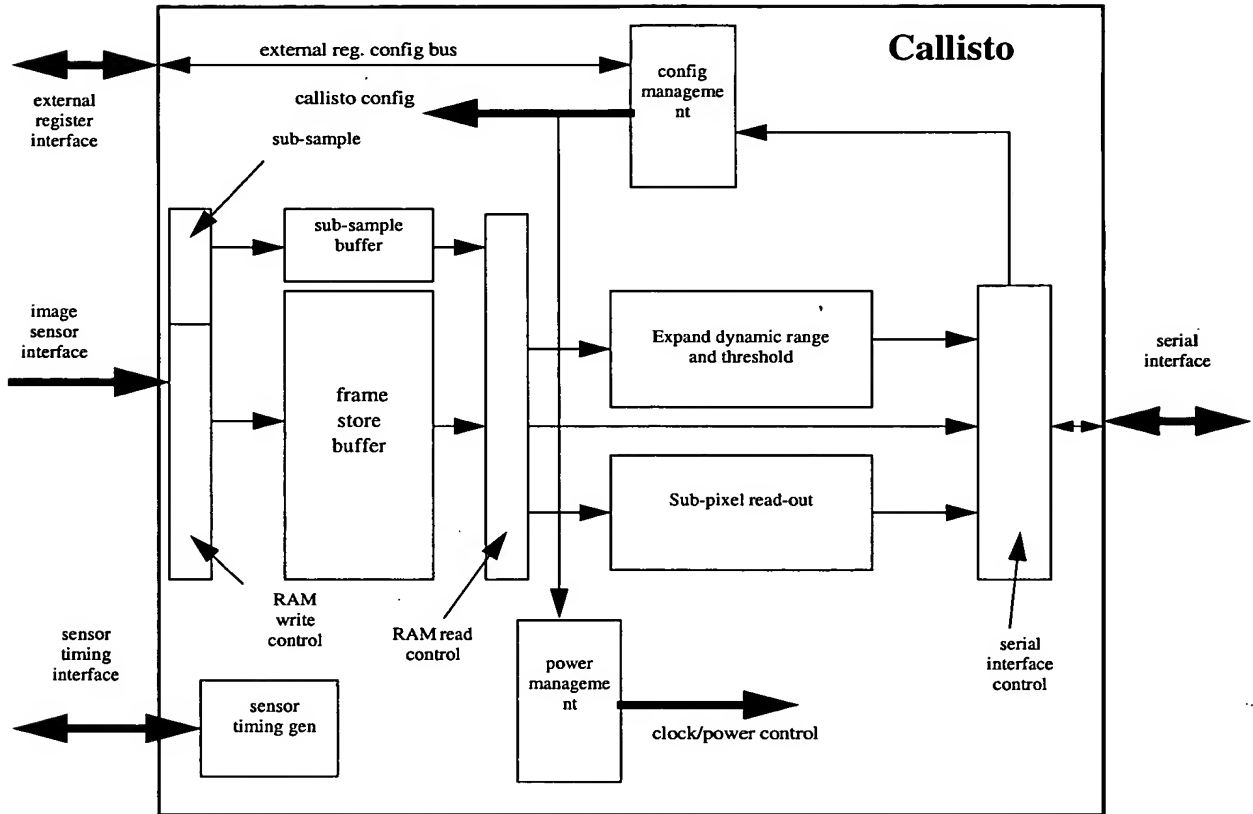 Callisto
external reg. config bus
config
manageme
nt
external
register
interface
callisto config
sub-sample
sub-sample
buffer
image
sensor
interface
Expand dynamic range
and threshold
serial
interface
frame
store
buffer
Sub-pixel read-out
RAM
write
control
RAM read
control
sensor
timing
interface
power
manageme
nt
serial
interface
control
sensor
timing gen
clock/power control